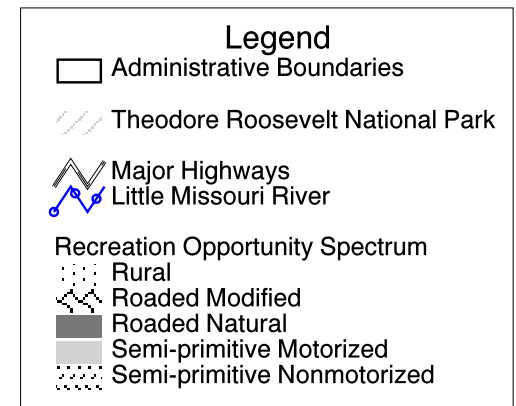 Legend
Administrative Boundaries
Theodore Roosevelt National Park
Major Highways
Little Missouri River
Recreation Opportunity Spectrum
Rural
Roaded Modified
Roaded Natural
Semi-primitive Motorized
Semi-primitive Nonmotorized